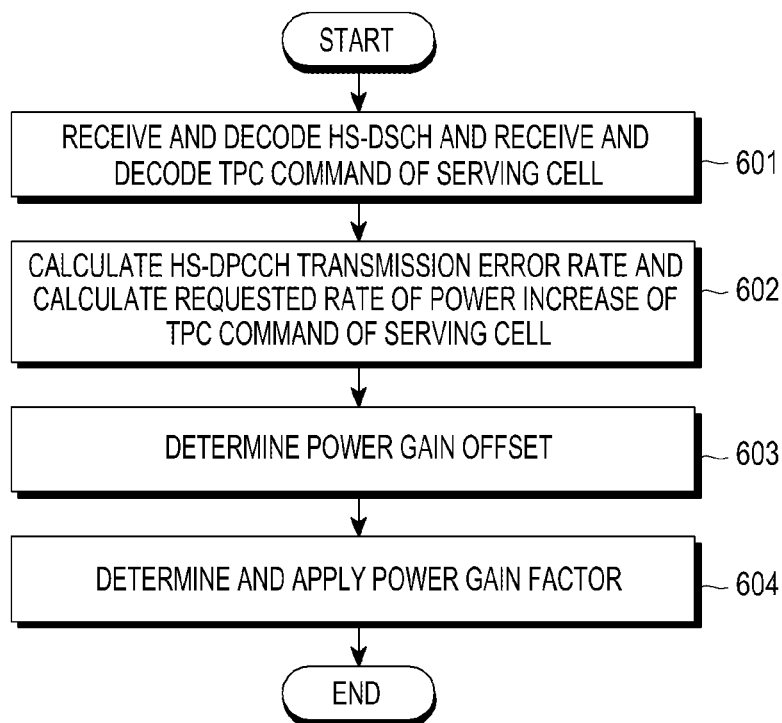 START
RECEIVE AND DECODE HS-DSCH AND RECEIVE AND
DECODE TPC COMMAND OF SERVING CELL
601
CALCULATE HS-DPCCH TRANSMISSION ERROR RATE AND
CALCULATE REQUESTED RATE OF POWER INCREASE OF
TPC COMMAND OF SERVING CELL
602
DETERMINE POWER GAIN OFFSET
603
DETERMINE AND APPLY POWER GAIN FACTOR
604
END